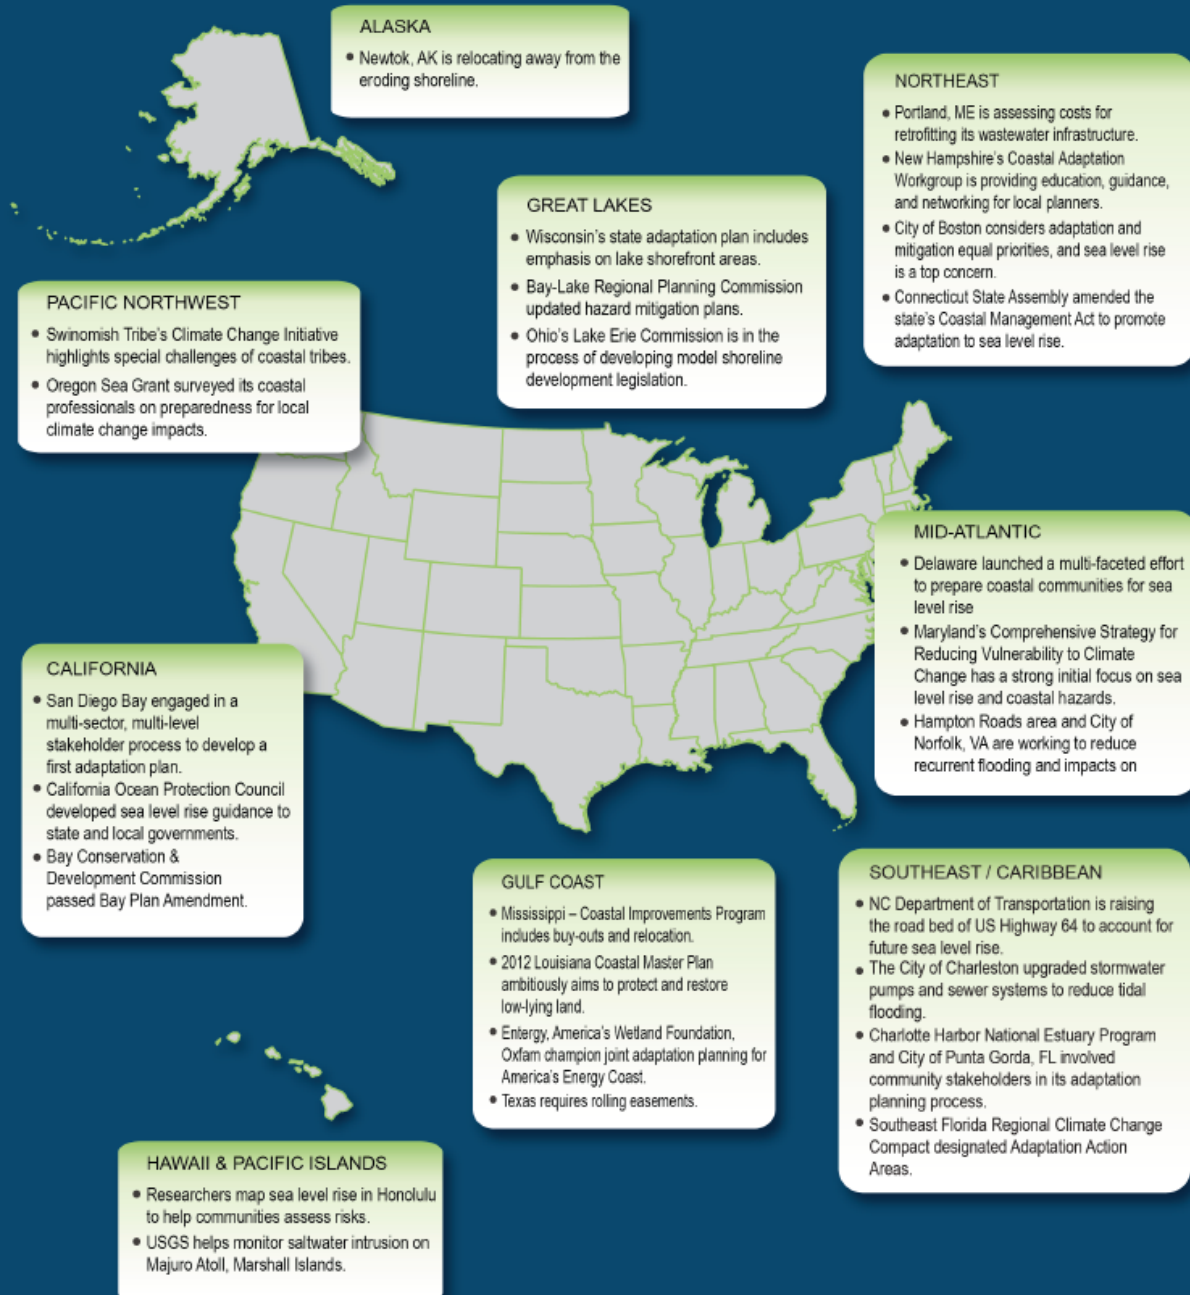 ALASKA
• Newtok, AK is relocating away from the
eroding shoreline.
NORTHEAST
• Portland, ME is assessing costs for
retrofitting its wastewater infrastructure.
• New Hampshire's Coastal Adaptation
Workgroup is providing education, guidance,
and networking for local planners.
• City of Boston considers adaptation and
mitigation equal priorities, and sea level rise
is a top concern.
• Connecticut State Assembly amended the
state's Coastal Management Act to promote
adaptation to sea level rise.
GREAT LAKES
• Wisconsin's state adaptation plan includes
emphasis on lake shorefront areas.
• Bay-Lake Regional Planning Commission
updated hazard mitigation plans.
• Ohio's Lake Erie Commission is in the
process of developing model shoreline
development legislation.
PACIFIC NORTHWEST
• Swinomish Tribe's Climate Change Initiative
highlights special challenges of coastal tribes.
• Oregon Sea Grant surveyed its coastal
professionals on preparedness for local
climate change impacts.
MID-ATLANTIC
• Delaware launched a multi-faceted effort
to prepare coastal communities for sea
level rise
• Maryland's Comprehensive Strategy for
Reducing Vulnerability to Climate
Change has a strong initial focus on sea
level rise and coastal hazards.
• Hampton Roads area and City of
Norfolk, VA are working to reduce
recurrent flooding and impacts on
CALIFORNIA
• San Diego Bay engaged in a
multi-sector, multi-level
stakeholder process to develop a
first adaptation plan.
• California Ocean Protection Council
developed sea level rise guidance to
state and local governments.
• Bay Conservation &
Development Commission
passed Bay Plan Amendment.
GULF COAST
• Mississippi – Coastal Improvements Program
includes buy-outs and relocation.
• 2012 Louisiana Coastal Master Plan
ambitiously aims to protect and restore
low-lying land.
• Entergy, America's Wetland Foundation,
Oxfam champion joint adaptation planning for
America's Energy Coast.
• Texas requires rolling easements.
SOUTHEAST / CARIBBEAN
• NC Department of Transportation is raising
the road bed of US Highway 64 to account for
future sea level rise.
• The City of Charleston upgraded stormwater
pumps and sewer systems to reduce tidal
flooding.
• Charlotte Harbor National Estuary Program
and City of Punta Gorda, FL involved
community stakeholders in its adaptation
planning process.
• Southeast Florida Regional Climate Change
Compact designated Adaptation Action
Areas.
HAWAII & PACIFIC ISLANDS
• Researchers map sea level rise in Honolulu
to help communities assess risks.
• USGS helps monitor saltwater intrusion on
Majuro Atoll, Marshall Islands.